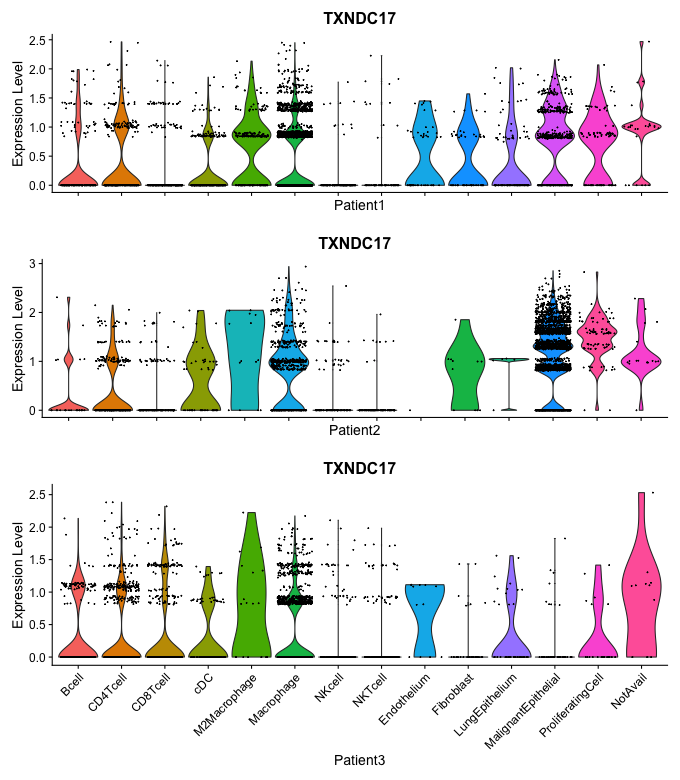 TXNDC17
Expression Level
2.5
2.0
1.5
1.0
0.5
0.0
Patient1
TXNDC17
Expression Level
3
2
1
0
Patient2
TXNDC17
Expression Level
2.5
2.0
1.5
1.0
0.5
0.0
Bcell
CD4Tcell
CD8Tcell
cDC
M2Macrophage
Macrophage
NKcell
NKTcell
Endothelium
Fibroblast
LungEpithelium
MalignantEpithelial
ProliferatingCell
NotAvail
Patient3